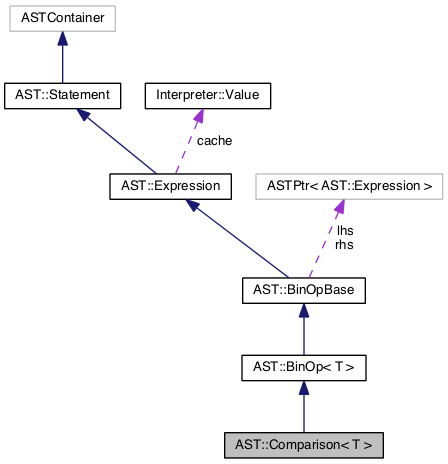 ASTContainer
AST::Statement
Interpreter::Value
cache
AST::Expression
ASTPtr< AST::Expression >
lhs
rhs
AST::BinOpBase
AST::BinOp< T >
AST::Comparison< T >